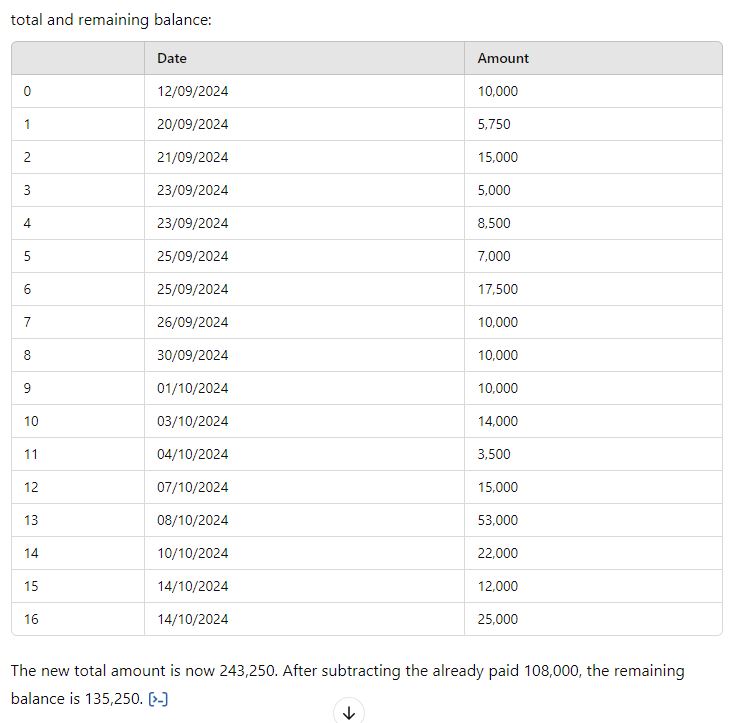 total and remaining balance:
Date Amount
0 12/09/2024 10,000
1 20/09/2024 5,750
2 21/09/2024 15,000
3 23/09/2024 5,000
4 23/09/2024 8,500
5 25/09/2024 7,000
6 25/09/2024 17,500
7 26/09/2024 10,000
8 30/09/2024 10,000
9 01/10/2024 10,000
10 03/10/2024 14,000
11 04/10/2024 3,500
12 07/10/2024 15,000
13 08/10/2024 53,000
14 10/10/2024 22,000
15 14/10/2024 12,000
16 14/10/2024 25,000
The new total amount is now 243,250. After subtracting the already paid 108,000, the remaining
balance is 135,250. [>-]